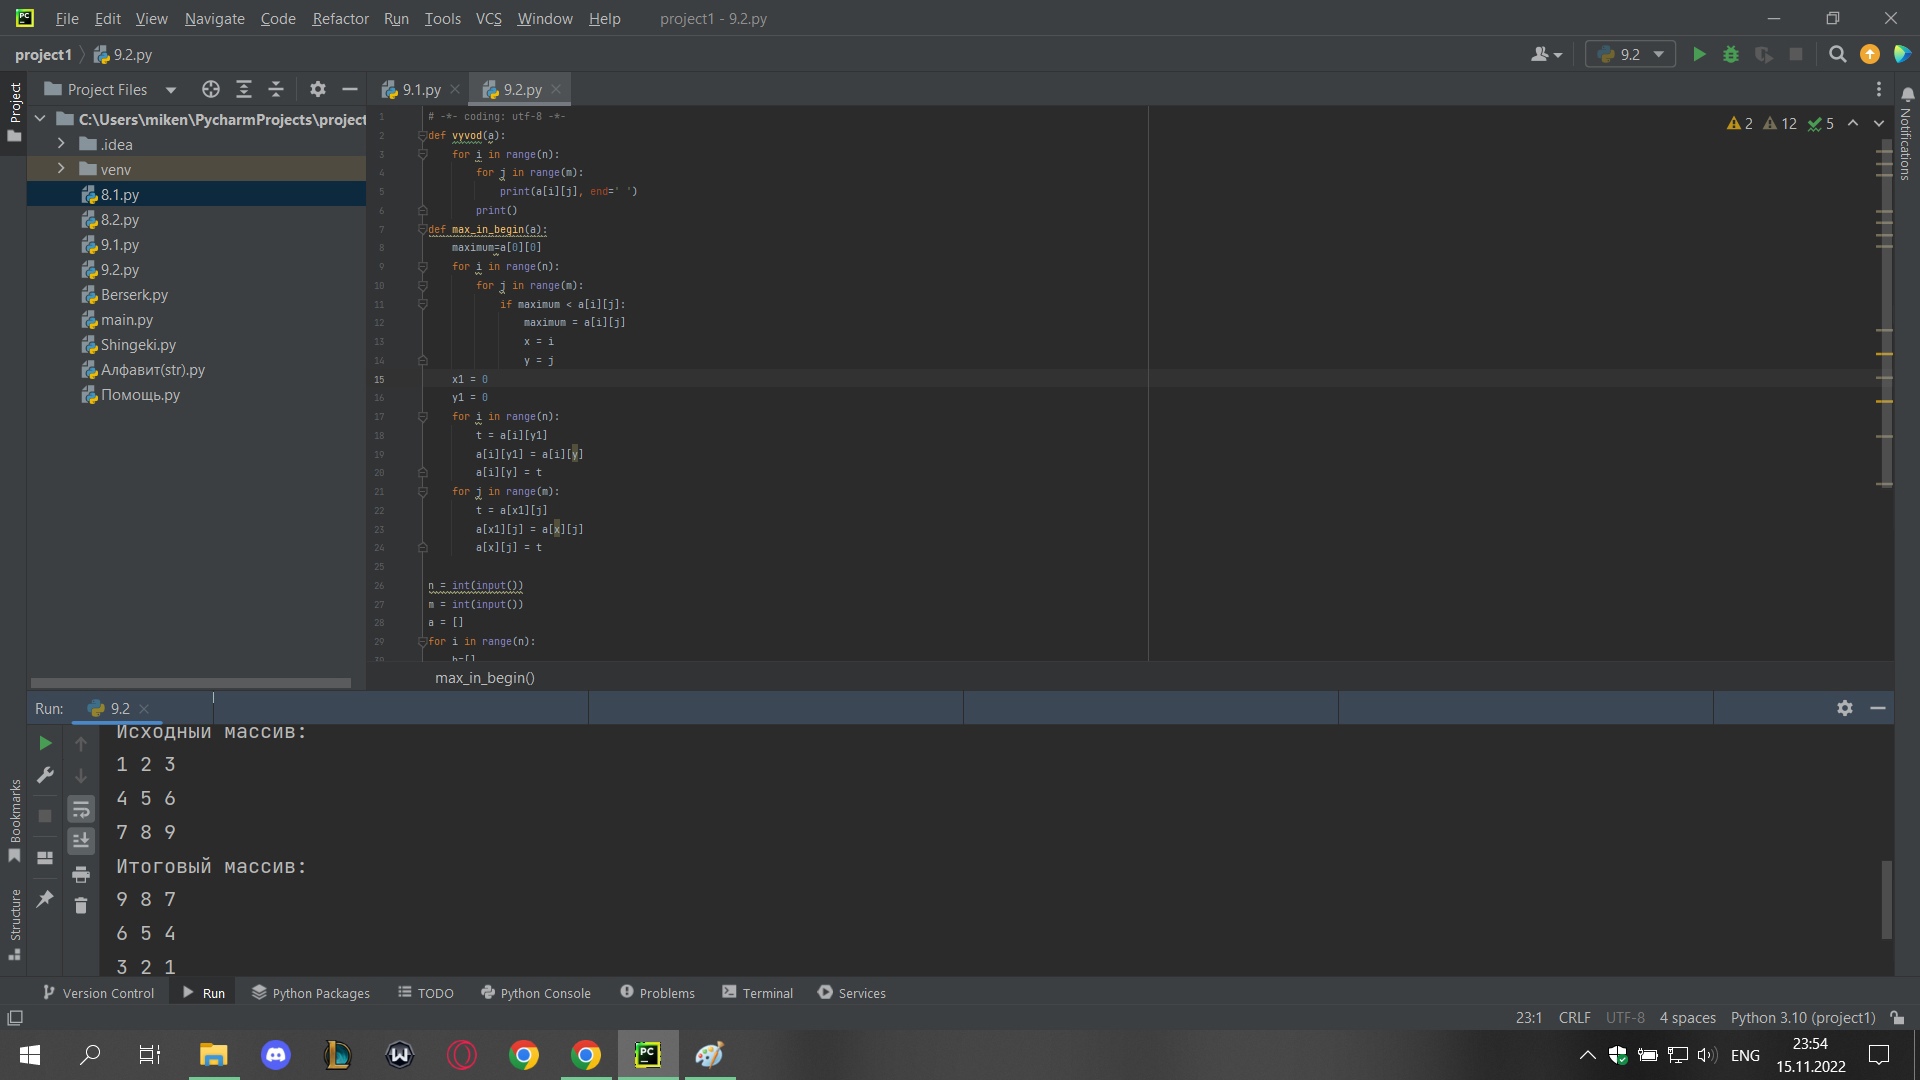 File Edit View Navigate Code Refactor Run Tools VCS Window Help project1 - 9.2.py
project1 9.2.py
9.2
Project
Project Files
9.1.py
9.2.py
Notifications
C:\Users\miken\PycharmProjects\project
.idea
venv
8.1.py
8.2.py
9.1.py
9.2.py
Berserk.py
main.py
Shingeki.py
Алфавит(str).py
Помощь.py
2 12 5
1 # -*- coding: utf-8 -*-
2 def vyvod(a):
3 for i in range(n):
4 for j in range(m):
5 print(a[i][j], end=' ')
6 print()
7 def max_in_begin(a):
8 maximum=a[0][0]
9 for i in range(n):
10 for j in range(m):
11 if maximum < a[i][j]:
12 maximum = a[i][j]
13 x = i
14 y = j
15 x1 = 0
16 y1 = 0
17 for i in range(n):
18 t = a[i][y1]
19 a[i][y1] = a[i][y]
20 a[i][y] = t
21 for j in range(m):
22 t = a[x1][j]
23 a[x1][j] = a[x][j]
24 a[x][j] = t
25
26 n = int(input())
27 m = int(input())
28 a = []
29 for i in range(n):
30 b=[]
max_in_begin()
Run: 9.2
Исходный массив:
1 2 3
4 5 6
7 8 9
Итоговый массив:
9 8 7
6 5 4
3 2 1
Bookmarks
Structure
Version Control Run Python Packages TODO Python Console Problems Terminal Services
23:1 CRLF UTF-8 4 spaces Python 3.10 (project1)
ENG
23:54
15.11.2022